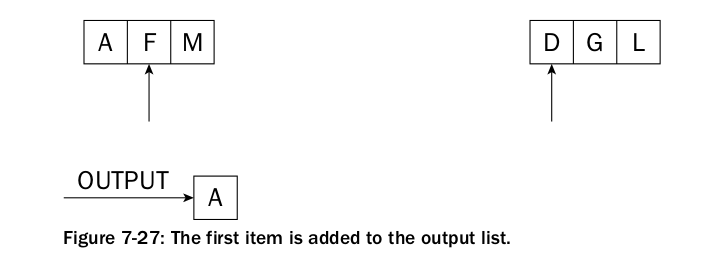 A F M D G L
OUTPUT
A
Figure 7-27: The first item is added to the output list.